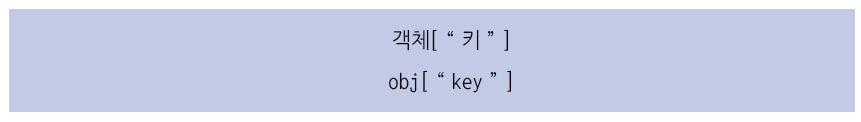 객체[ “ 키 ” ]
obj[ “ key ” ]